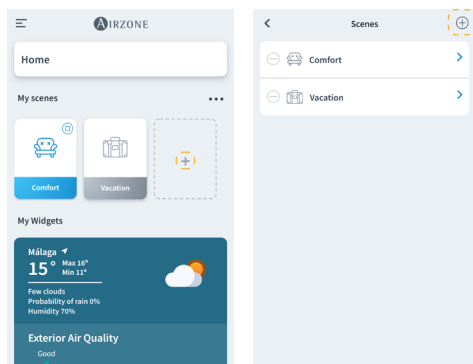 AIRZONE
Home
My scenes
Comfort
Vacation
My Widgets
Málaga
15° Max 16°
Min 11°
Few clouds
Probability of rain 0%
Humidity 70%
Exterior Air Quality
Good
Scenes
Comfort
Vacation